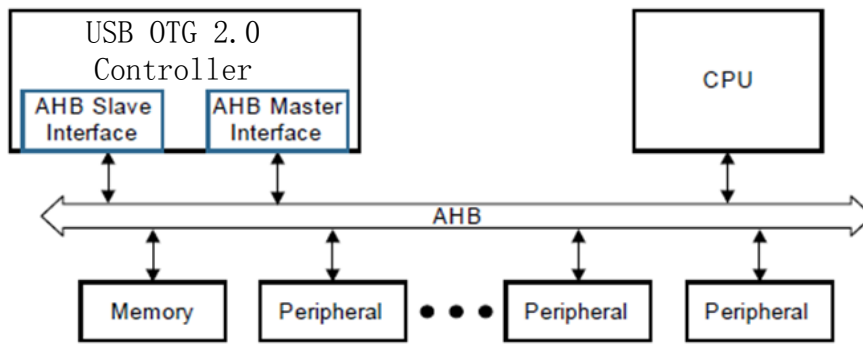 USB OTG 2.0
Controller
AHB Slave
Interface
AHB Master
Interface
CPU
AHB
Memory
Peripheral
Peripheral
Peripheral